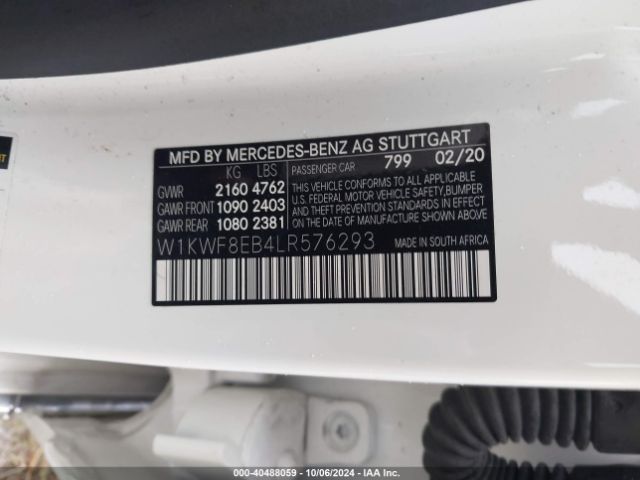 MFD BY MERCEDES-BENZ AG STUTTGART
KG LBS PASSENGER CAR 799 02/20
GVWR 2160 4762
GAWR FRONT 1090 2403
GAWR REAR 1080 2381
THIS VEHICLE CONFORMS TO ALL APPLICABLE
U.S. FEDERAL MOTOR VEHICLE SAFETY, BUMPER
AND THEFT PREVENTION STANDARDS IN EFFECT
ON THE DATE OF MANUFACTURE SHOWN ABOVE.
W1KWF8EB4LR576293 MADE IN SOUTH AFRICA
000-40488059 | 10/06/2024 | IAA Inc.